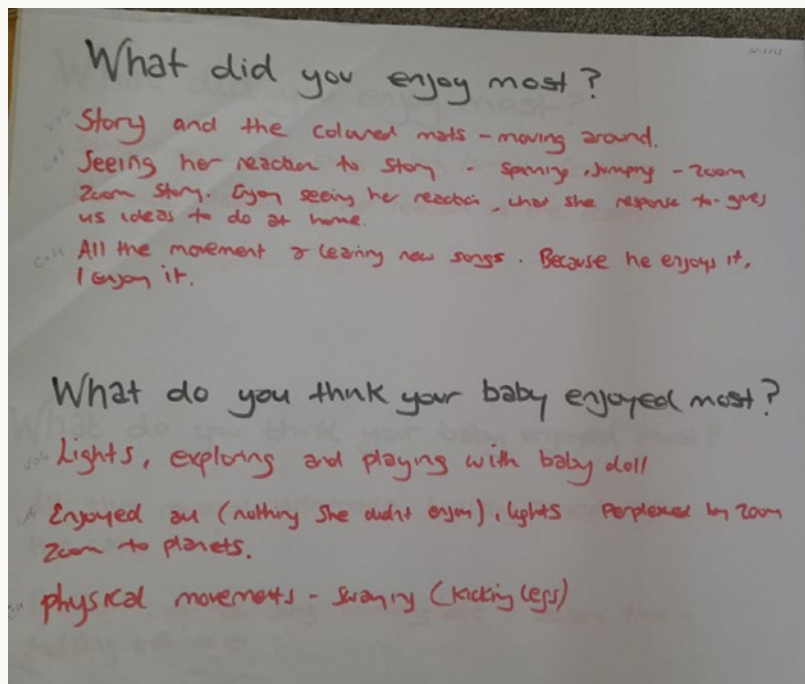 What did you enjoy most?
Story and the colored mats - moving around.
Seeing her reaction to Story - Spinning, Jumping - Zoom
Zoom Story. Enjoy seeing her reaction, what she response to - gives
us ideas to do at home.
All the movement & learning new songs. Because he enjoys it,
I enjoy it.
What do you think your baby enjoyed most?
Lights, exploring and playing with baby doll
Enjoyed all (nothing she didnt enjoy), lights Perplexed by Zoom
Zoom to planets.
physical movements - Swaying (kicking legs)